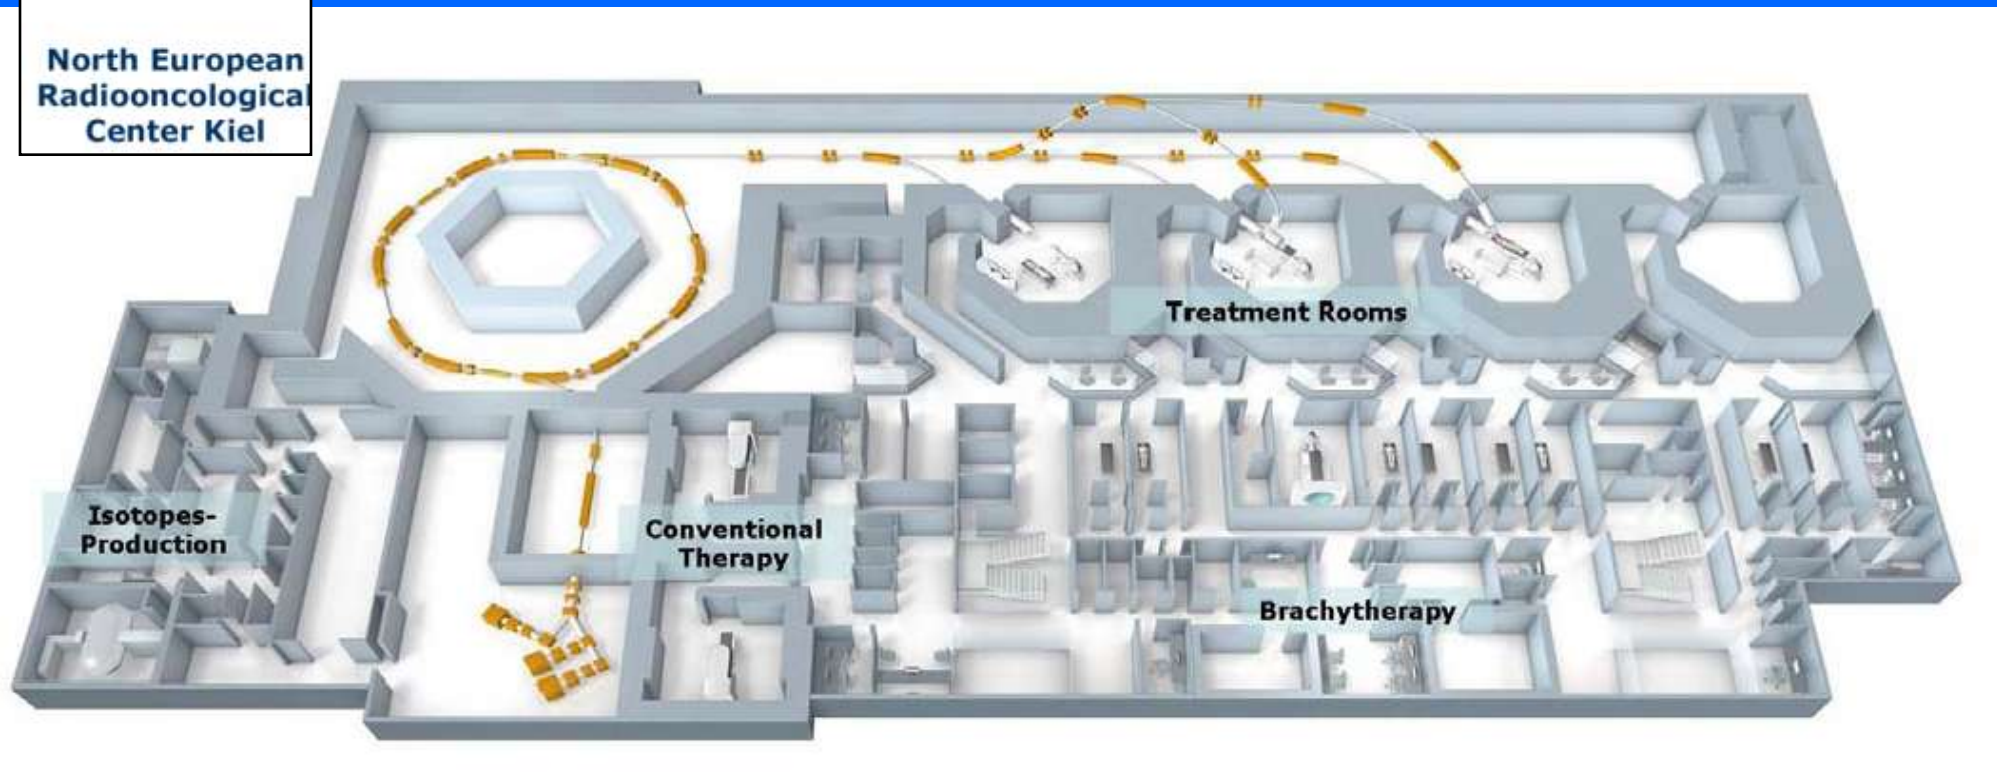 North European
Radiooncological
Center Kiel
Treatment Rooms
Isotopes-
Production
Conventional
Therapy
Brachytherapy